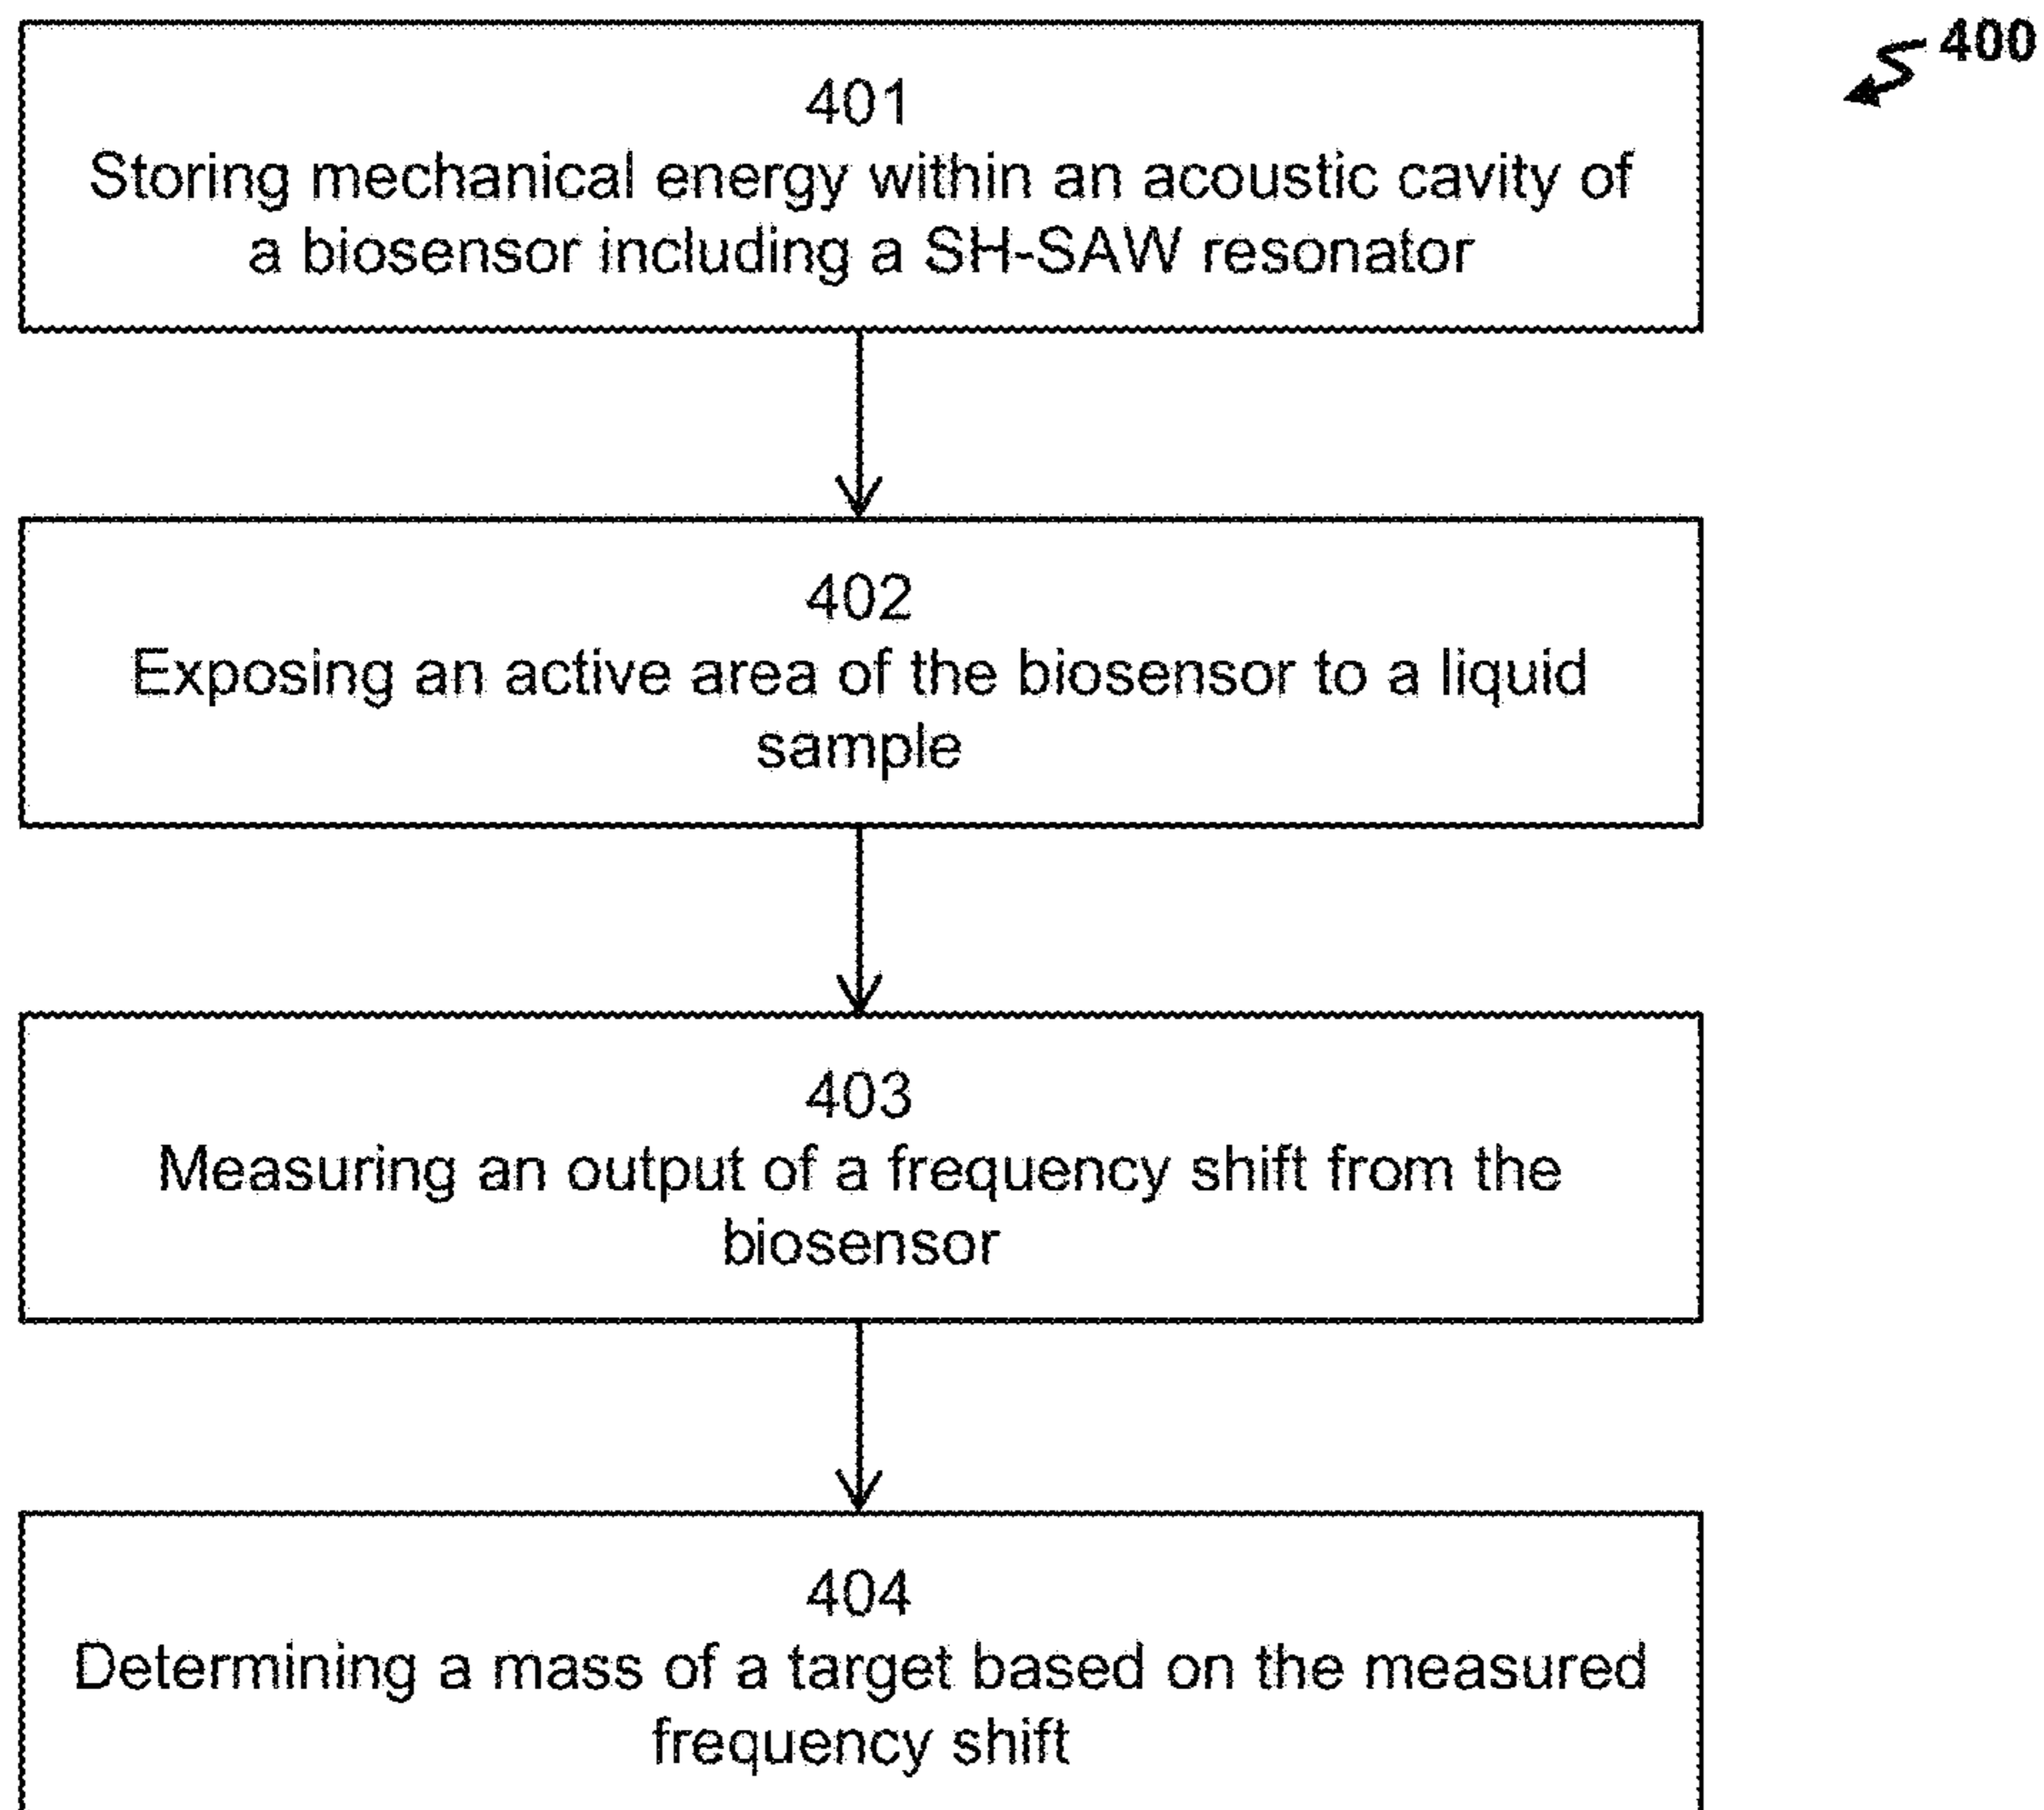 400
401
Storing mechanical energy within an acoustic cavity of
a biosensor including a SH-SAW resonator
402
Exposing an active area of the biosensor to a liquid
sample
403
Measuring an output of a frequency shift from the
biosensor
404
Determining a mass of a target based on the measured
frequency shift